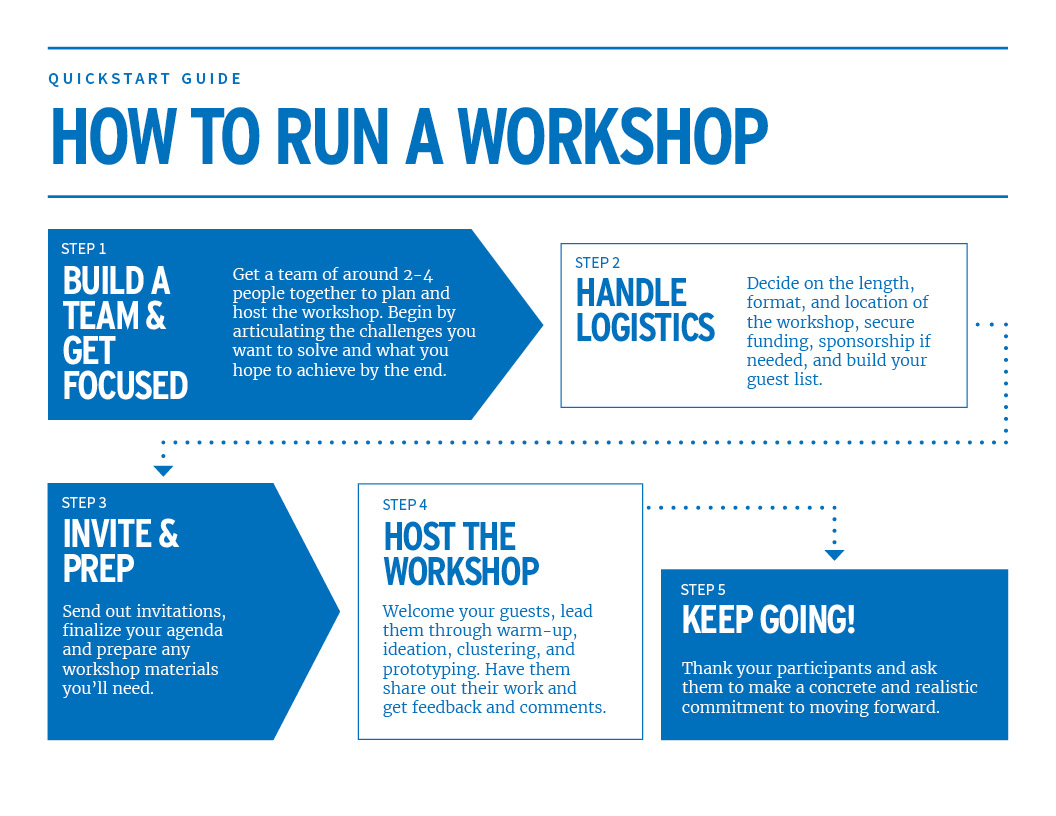 QUICKSTART GUIDE
HOW TO RUN A WORKSHOP
STEP 1
BUILD A
TEAM &
GET
FOCUSED
Get a team of around 2-4
people together to plan and
host the workshop. Begin by
articulating the challenges you
want to solve and what you
hope to achieve by the end.
STEP 2
HANDLE
LOGISTICS
Decide on the length,
format, and location of
the workshop, secure
funding, sponsorship if
needed, and build your
guest list.
STEP 3
INVITE &
PREP
Send out invitations,
finalize your agenda
and prepare any
workshop materials
you’ll need.
STEP 4
HOST THE
WORKSHOP
Welcome your guests, lead
them through warm-up,
ideation, clustering, and
prototyping. Have them
share out their work and
get feedback and comments.
STEP 5
KEEP GOING!
Thank your participants and ask
them to make a concrete and realistic
commitment to moving forward.